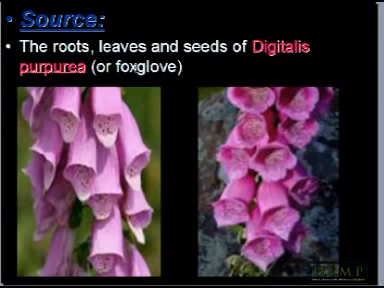 • Source:
• The roots, leaves and seeds of Digitalis
purpurea (or foxglove)